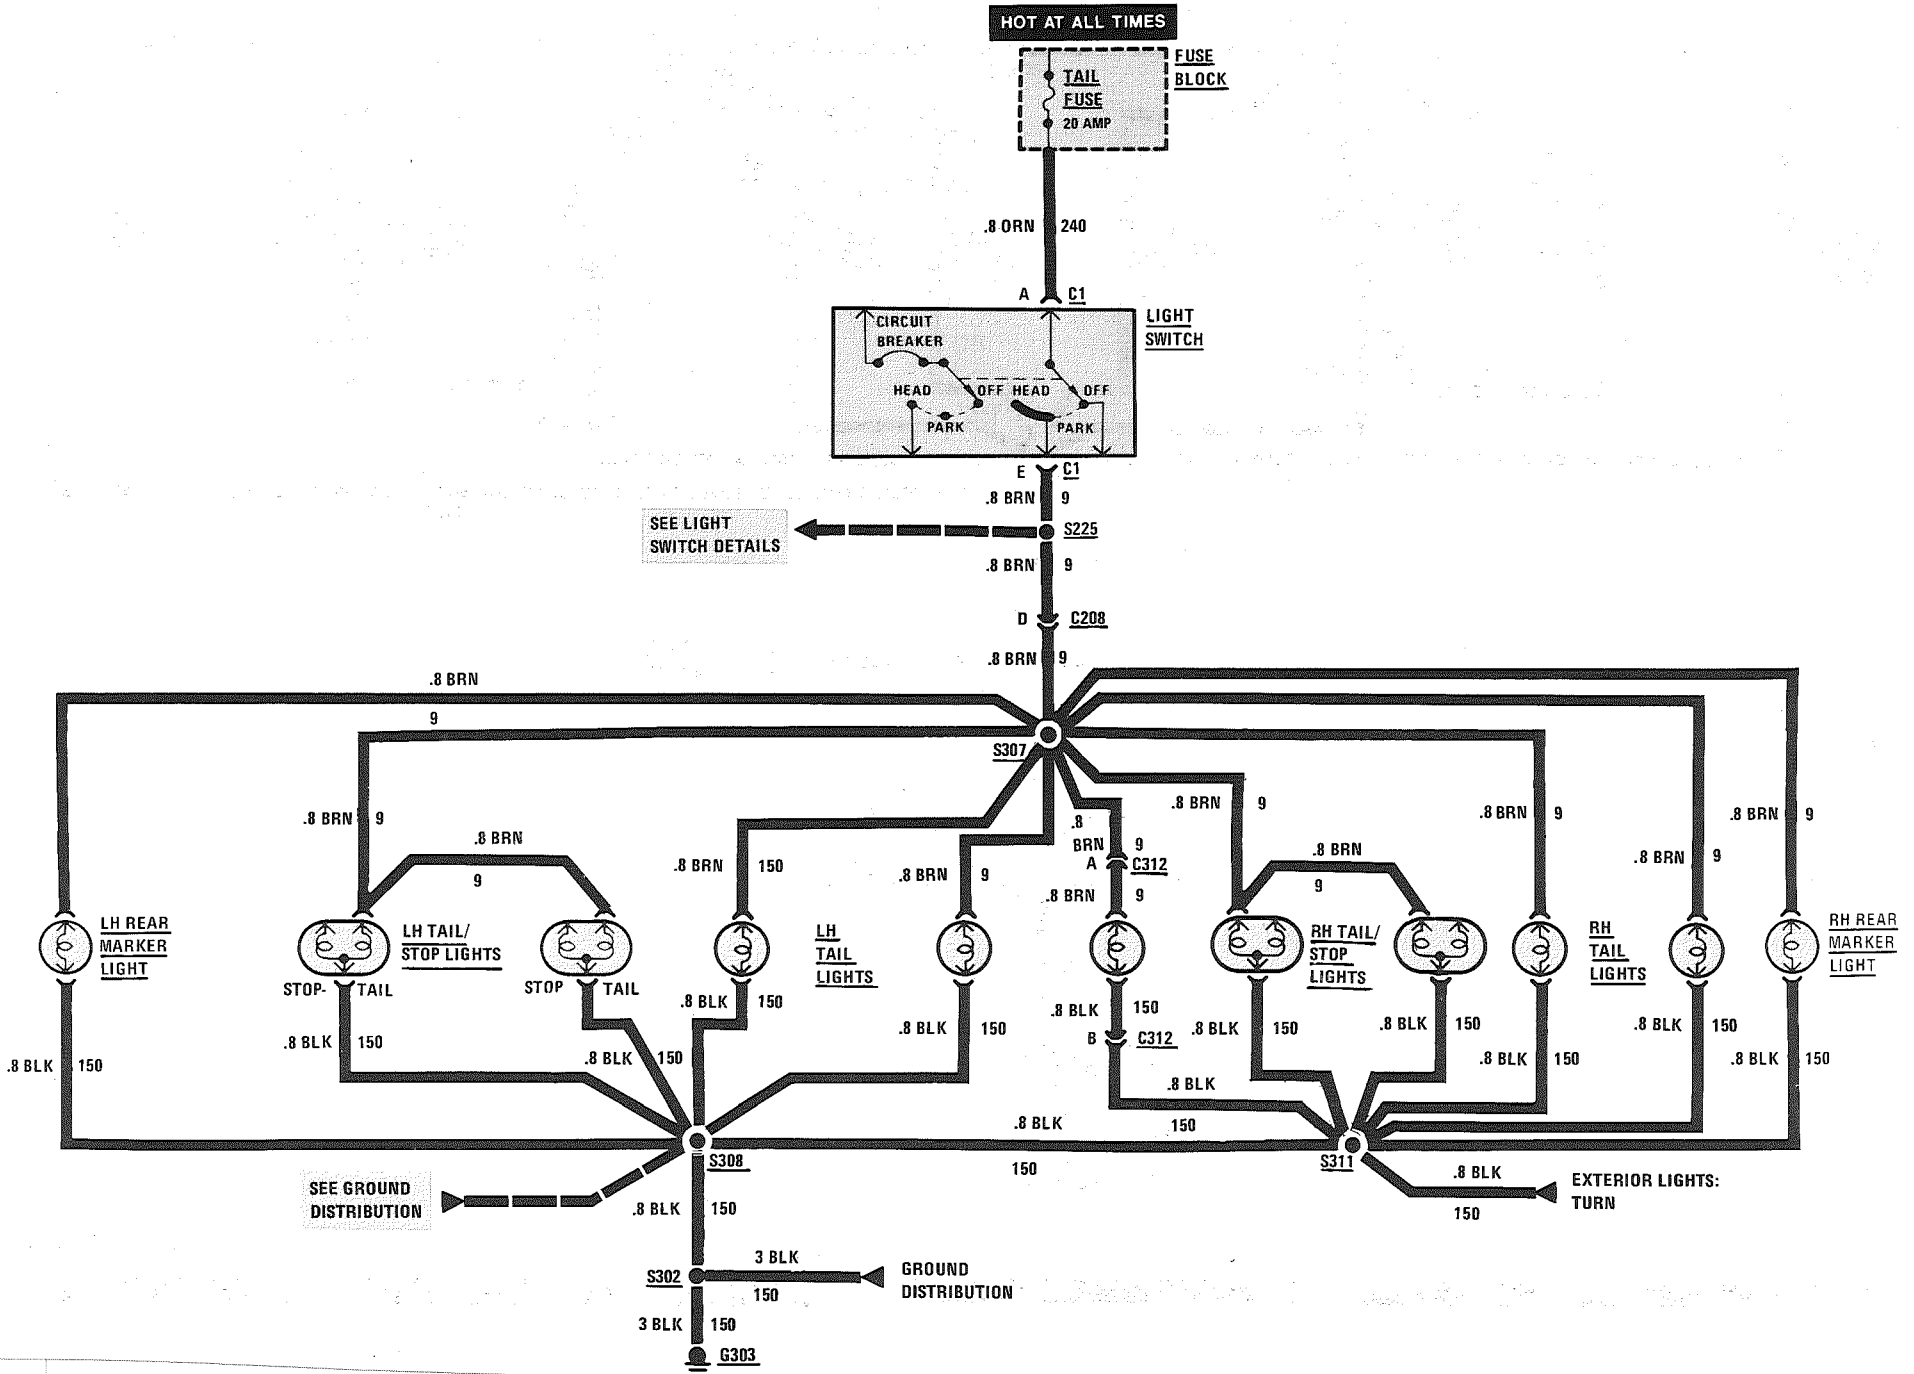 HOT AT ALL TIMES
FUSE
BLOCK
TAIL
FUSE
20 AMP
.8 ORN 240
A C1
LIGHT
SWITCH
CIRCUIT
BREAKER
HEAD OFF HEAD OFF
PARK PARK
E C1
.8 BRN 9
SEE LIGHT
SWITCH DETAILS
S225
.8 BRN 9
D C208
.8 BRN 9
.8 BRN
9
S307
.8 BRN 9
.8 BRN
9
.8 BRN 150
.8 BRN 9
.8
BRN 9
A C312
.8 BRN 9
.8 BRN 9
.8 BRN
9
.8 BRN 9
.8 BRN 9
.8 BRN 9
LH REAR
MARKER
LIGHT
LH TAIL/
STOP LIGHTS
STOP- TAIL
STOP TAIL
LH
TAIL
LIGHTS
RH TAIL/
STOP
LIGHTS
RH
TAIL
LIGHTS
RH REAR
MARKER
LIGHT
.8 BLK 150
.8 BLK 150
.8 BLK 150
.8 BLK 150
.8 BLK 150
.8 BLK 150
B C312
.8 BLK
150
.8 BLK 150
.8 BLK 150
.8 BLK 150
.8 BLK 150
.8 BLK 150
.8 BLK
150
S308
S311
SEE GROUND
DISTRIBUTION
.8 BLK 150
.8 BLK
150
EXTERIOR LIGHTS:
TURN
S302
3 BLK
150
GROUND
DISTRIBUTION
3 BLK 150
G303